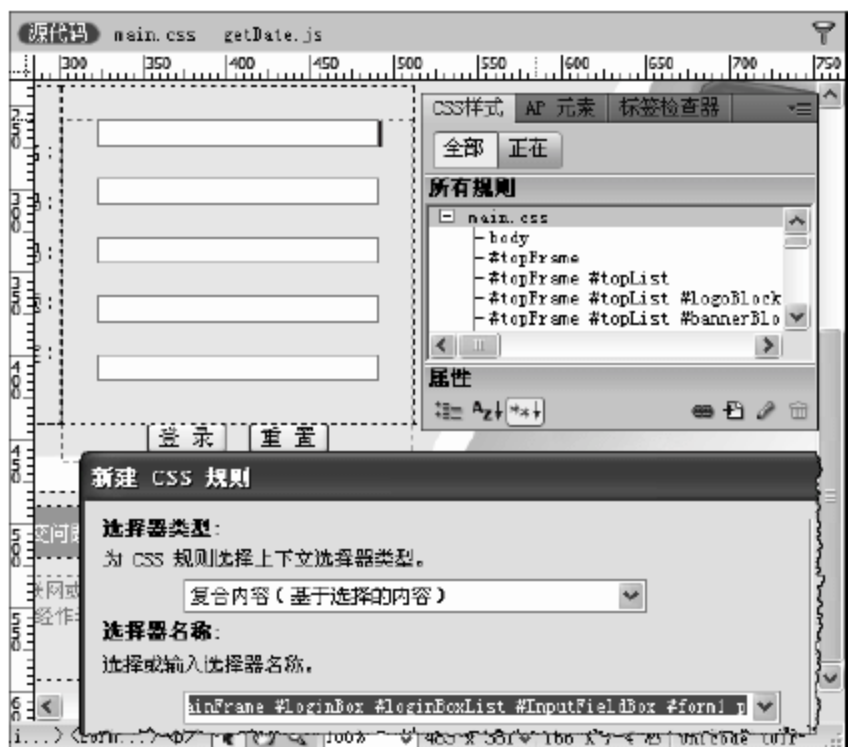 源代码 main.css getDate.js
300 350 400 450 500 550 600 650 700 750
CSS样式 AP 元素 标签检查器
全部 正在
所有规则
main.css
body
#topFrame
#topFrame #topList
#topFrame #topList #logoBlock
#topFrame #topList #bannerBlo
属性
登 录 重 置
新建 CSS 规则
选择器类型:
为 CSS 规则选择上下文选择器类型。
复合内容（基于选择的内容）
选择器名称:
选择或输入选择器名称。
ainFrame #loginBox #loginBoxList #InputFieldBox #form1 p